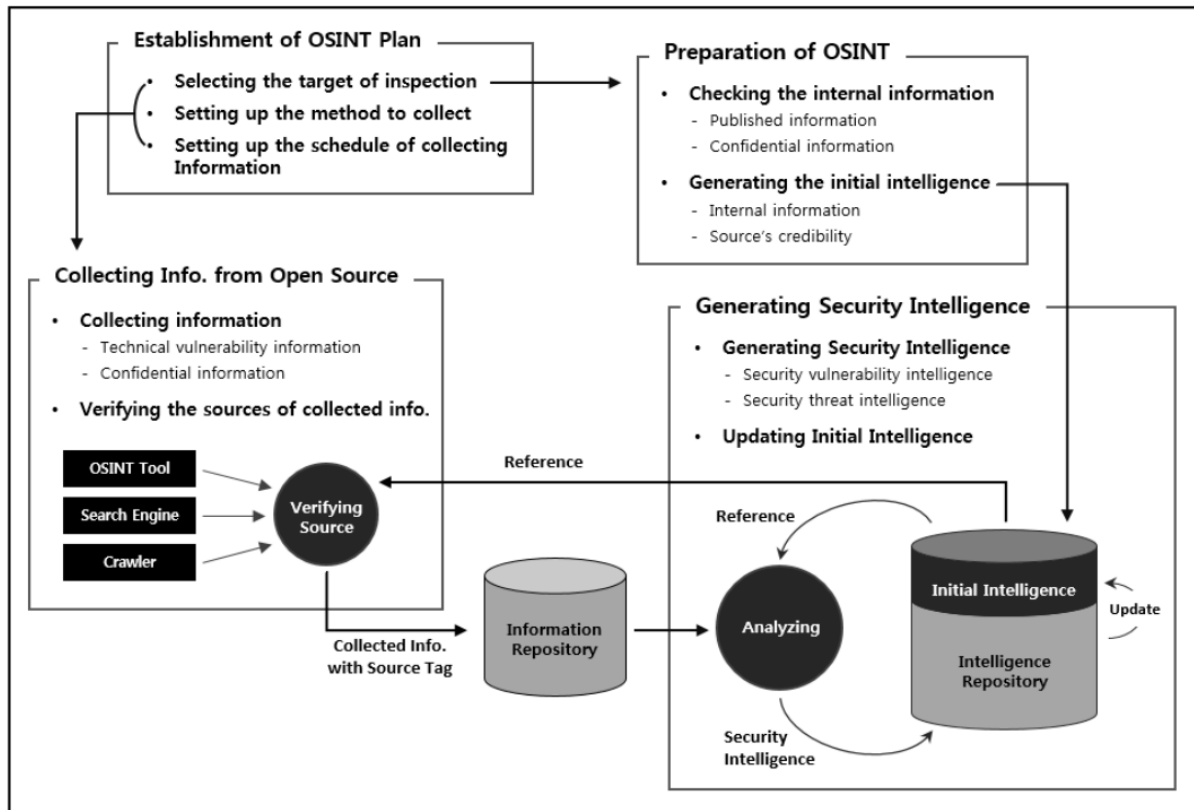 Establishment of OSINT Plan
• Selecting the target of inspection
• Setting up the method to collect
• Setting up the schedule of collecting
Information
Preparation of OSINT
• Checking the internal information
- Published information
- Confidential information
• Generating the initial intelligence
- Internal information
- Source's credibility
Collecting Info. from Open Source
• Collecting information
- Technical vulnerability information
- Confidential information
• Verifying the sources of collected info.
OSINT Tool
Search Engine
Crawler
Verifying
Source
Collected Info.
with Source Tag
Information
Repository
Reference
Generating Security Intelligence
• Generating Security Intelligence
- Security vulnerability intelligence
- Security threat intelligence
• Updating Initial Intelligence
Reference
Analyzing
Security
Intelligence
Initial Intelligence
Update
Intelligence
Repository